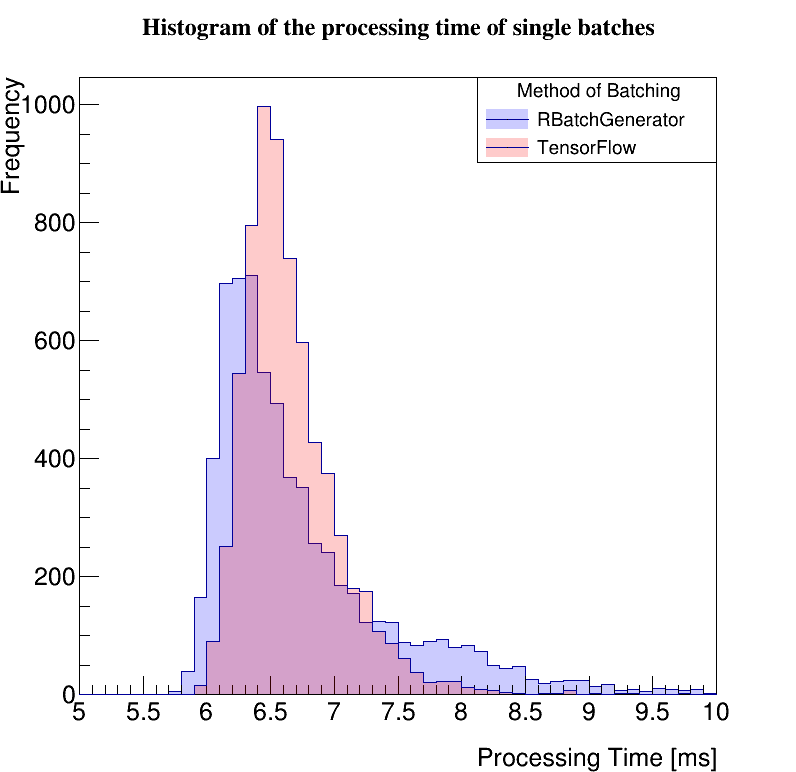 Histogram of the processing time of single batches
Frequency
Method of Batching
RBatchGenerator
TensorFlow
1000
800
600
400
200
0
5 5.5 6 6.5 7 7.5 8 8.5 9 9.5 10
Processing Time [ms]